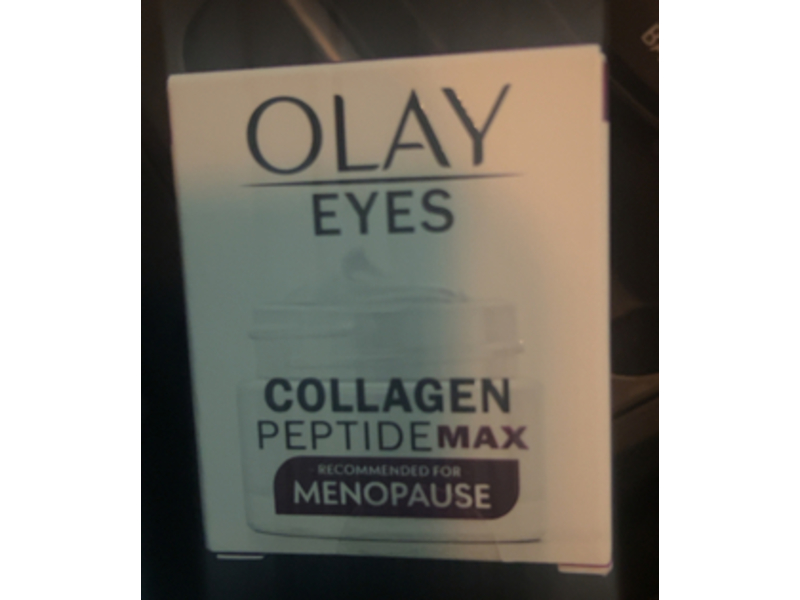 OLAY
EYES
COLLAGEN
PEPTIDEMAX
RECOMMENDED FOR
MENOPAUSE